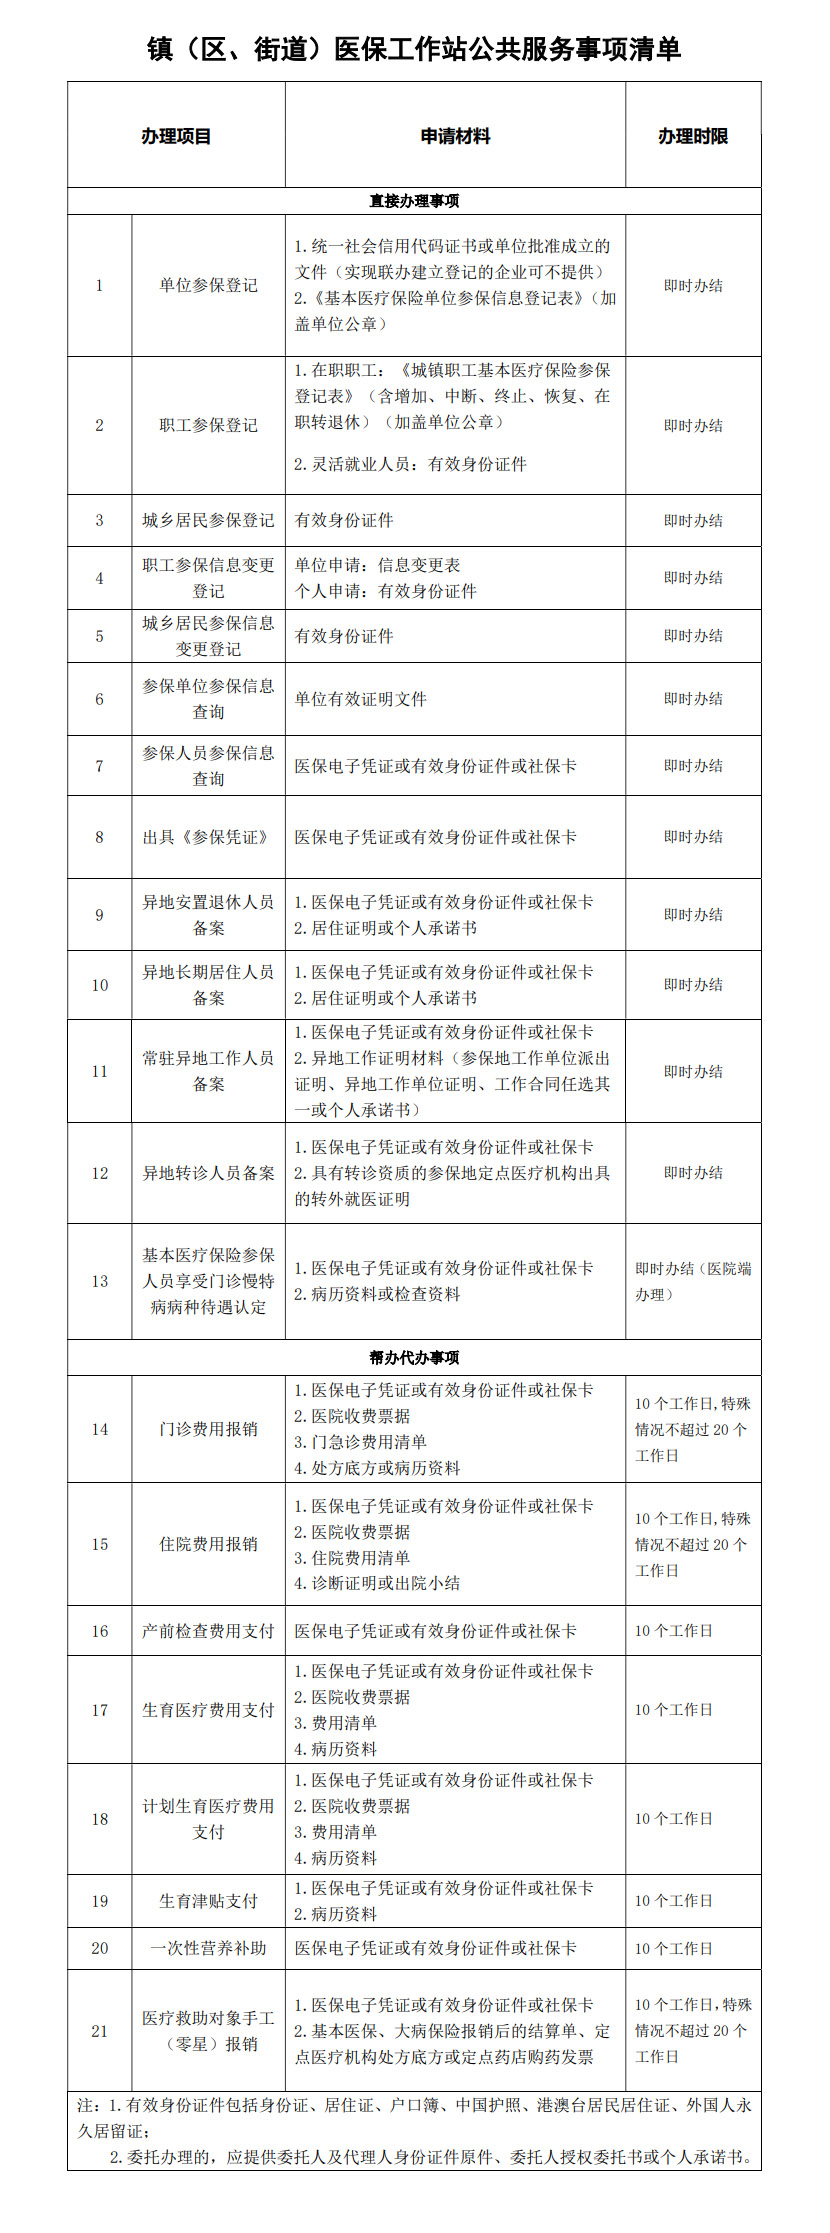 镇（区、街道）医保工作站公共服务事项清单
办理项目 申请材料 办理时限
直接办理事项
1 单位参保登记
1.统一社会信用代码证书或单位批准成立的
文件（实现联办建立登记的企业可不提供）
2.《基本医疗保险单位参保信息登记表》（加
盖单位公章）
即时办结
2 职工参保登记
1.在职职工：《城镇职工基本医疗保险参保
登记表》（含增加、中断、终止、恢复、在
职转退休）（加盖单位公章）
2.灵活就业人员：有效身份证件
即时办结
3 城乡居民参保登记 有效身份证件 即时办结
4
职工参保信息变更
登记
单位申请：信息变更表
个人申请：有效身份证件
即时办结
5
城乡居民参保信息
变更登记
有效身份证件
即时办结
6
参保单位参保信息
查询
单位有效证明文件
即时办结
7
参保人员参保信息
查询
医保电子凭证或有效身份证件或社保卡
即时办结
8 出具《参保凭证》 医保电子凭证或有效身份证件或社保卡 即时办结
9
异地安置退休人员
备案
1.医保电子凭证或有效身份证件或社保卡
2.居住证明或个人承诺书
即时办结
10
异地长期居住人员
备案
1.医保电子凭证或有效身份证件或社保卡
2.居住证明或个人承诺书
即时办结
11
常驻异地工作人员
备案
1.医保电子凭证或有效身份证件或社保卡
2.异地工作证明材料（参保地工作单位派出
证明、异地工作单位证明、工作合同任选其
一或个人承诺书）
即时办结
12 异地转诊人员备案
1.医保电子凭证或有效身份证件或社保卡
2.具有转诊资质的参保地定点医疗机构出具
的转外就医证明
即时办结
13
基本医疗保险参保
人员享受门诊慢特
病病种待遇认定
1.医保电子凭证或有效身份证件或社保卡
2.病历资料或检查资料
即时办结（医院端
办理）
帮办代办事项
14 门诊费用报销
1.医保电子凭证或有效身份证件或社保卡
2.医院收费票据
3.门急诊费用清单
4.处方底方或病历资料
10个工作日,特殊
情况不超过20个
工作日
15 住院费用报销
1.医保电子凭证或有效身份证件或社保卡
2.医院收费票据
3.住院费用清单
4.诊断证明或出院小结
10个工作日,特殊
情况不超过20个
工作日
16 产前检查费用支付 医保电子凭证或有效身份证件或社保卡 10个工作日
17 生育医疗费用支付
1.医保电子凭证或有效身份证件或社保卡
2.医院收费票据
3.费用清单
4.病历资料
10个工作日
18
计划生育医疗费用
支付
1.医保电子凭证或有效身份证件或社保卡
2.医院收费票据
3.费用清单
4.病历资料
10个工作日
19 生育津贴支付
1.医保电子凭证或有效身份证件或社保卡
2.病历资料
10个工作日
20 一次性营养补助 医保电子凭证或有效身份证件或社保卡 10个工作日
21
医疗救助对象手工
（零星）报销
1.医保电子凭证或有效身份证件或社保卡
2.基本医保、大病保险报销后的结算单、定
点医疗机构处方底方或定点药店购药发票
10个工作日，特殊
情况不超过20个
工作日
注：1.有效身份证件包括身份证、居住证、户口簿、中国护照、港澳台居民居住证、外国人永
久居留证；
2.委托办理的，应提供委托人及代理人身份证件原件、委托人授权委托书或个人承诺书。